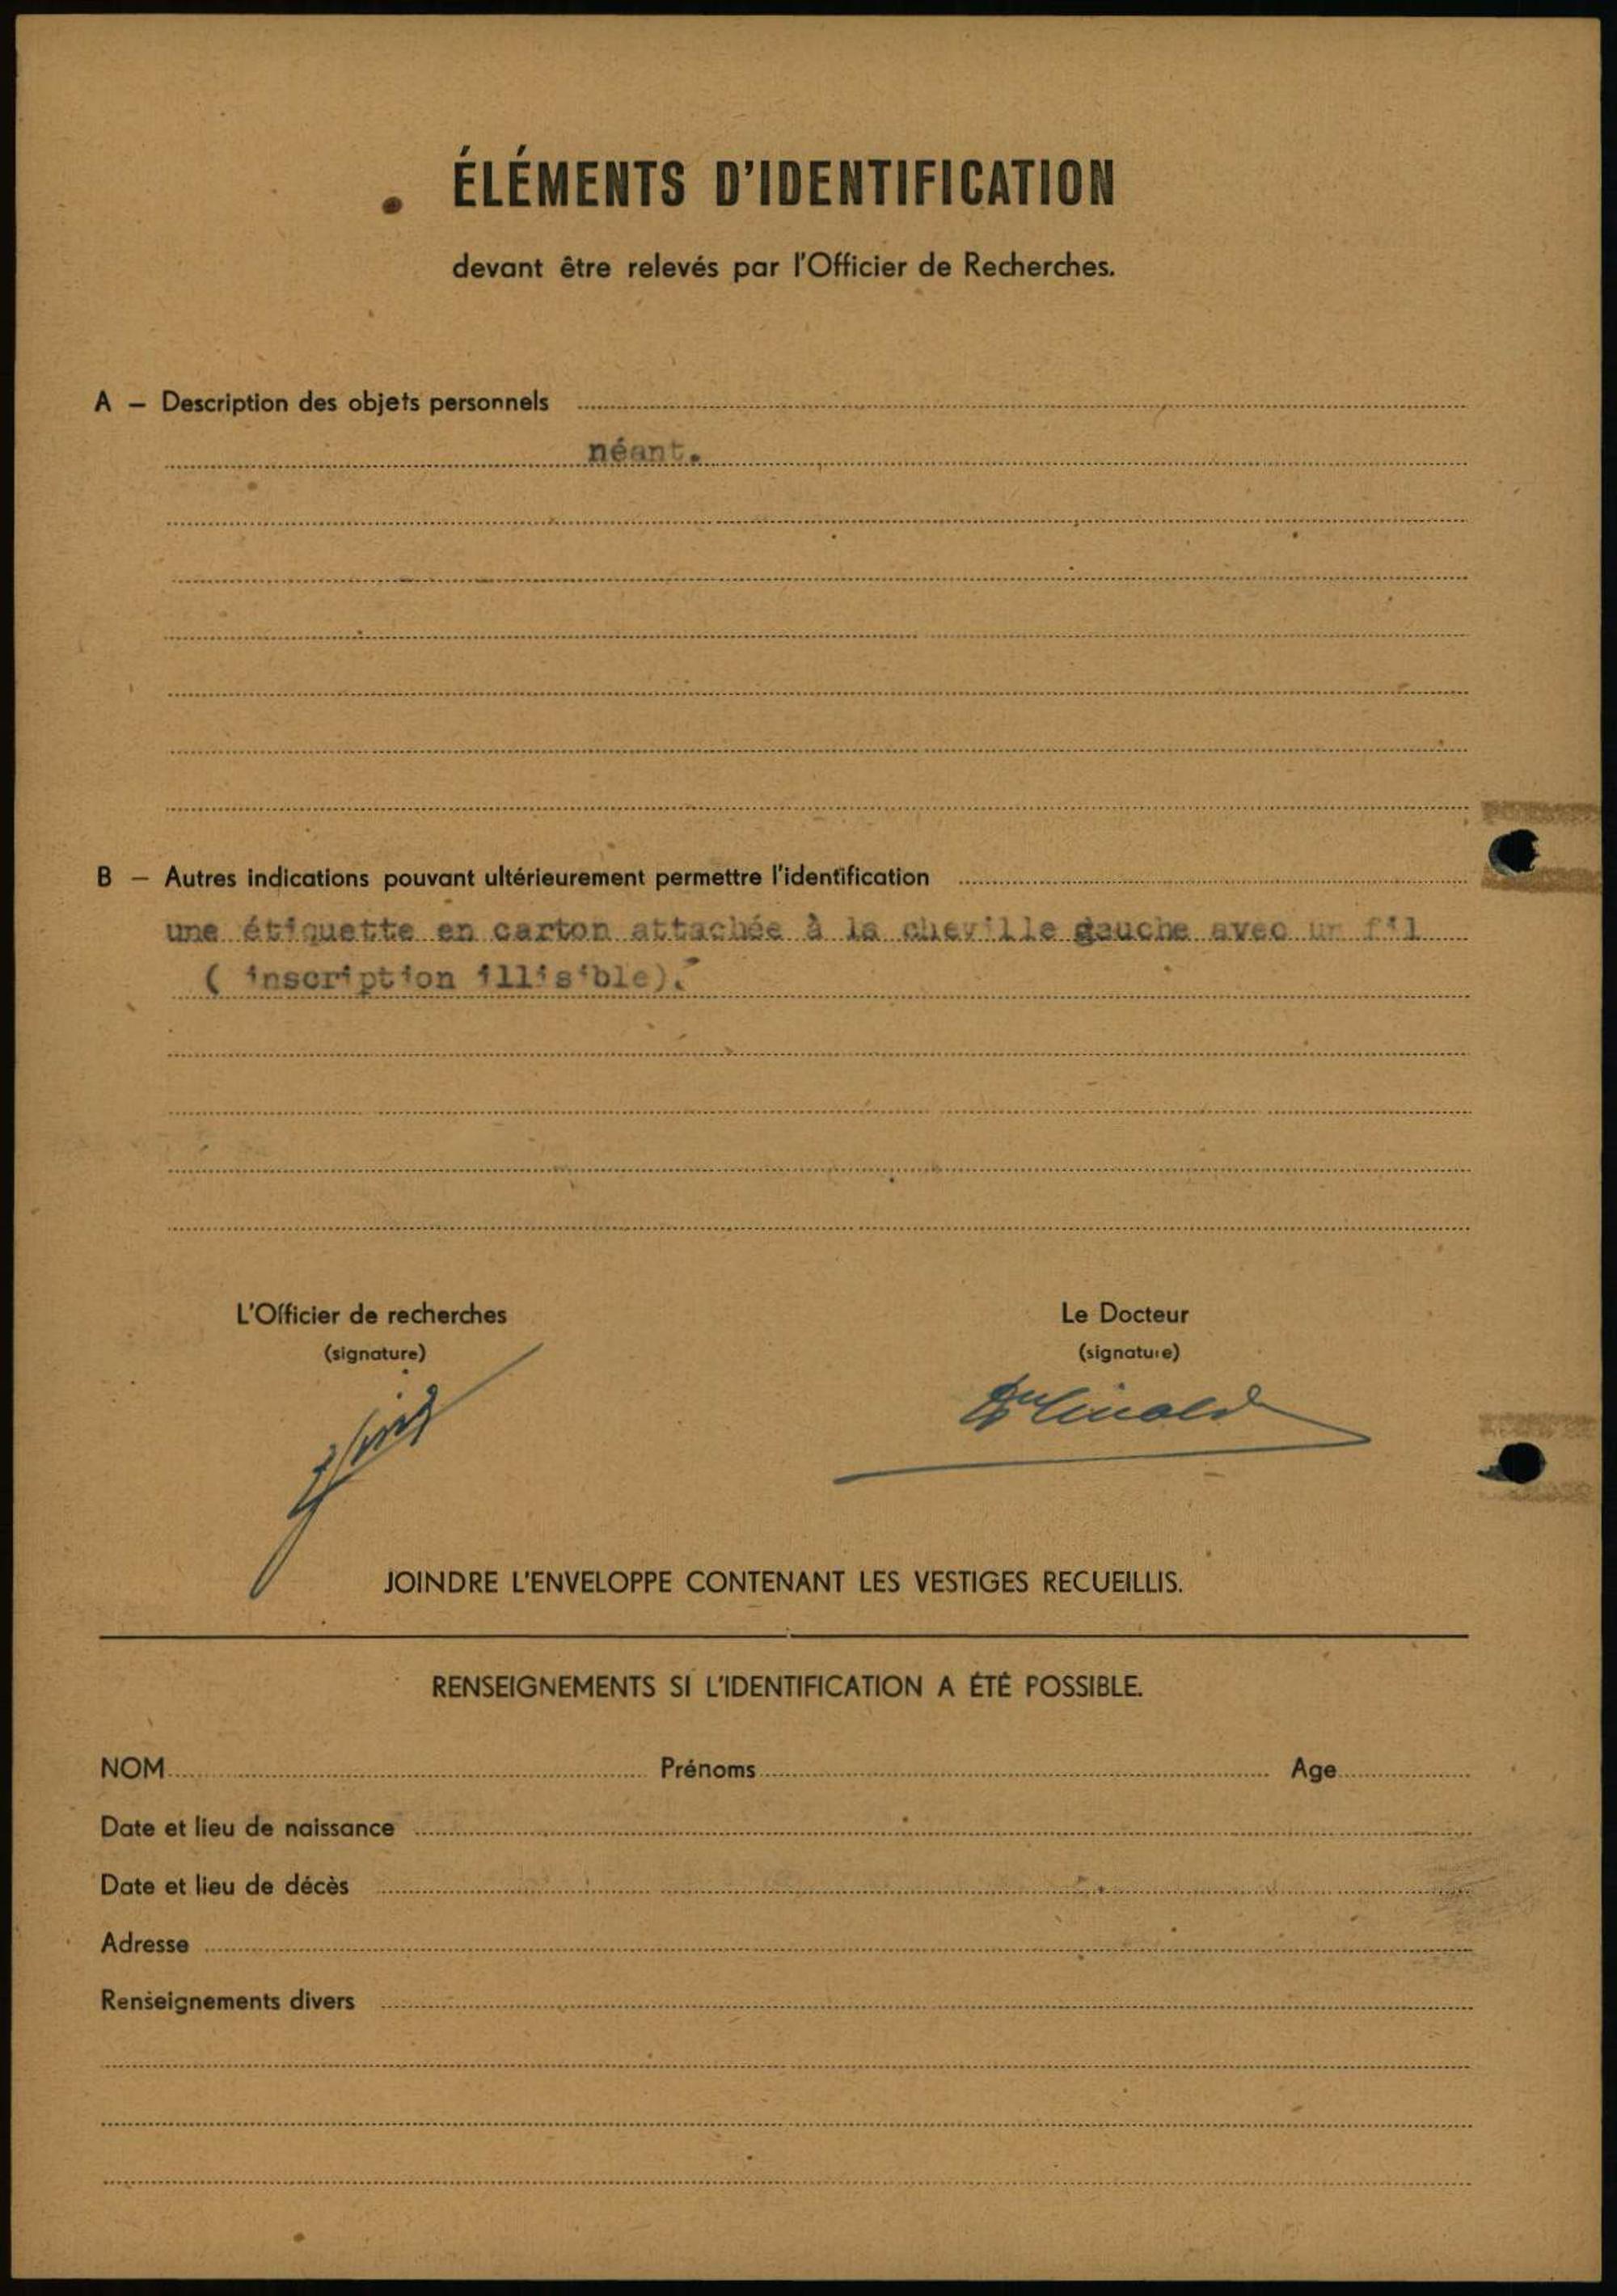 ÉLÉMENTS D'IDENTIFICATION
devant être relevés par l'Officier de Recherches.
A – Description des objets personnels
néant.
B – Autres indications pouvant ultérieurement permettre l'identification
une étiquette en carton attachée à la cheville gauche avec un fil
( inscription illisible).
L'Officier de recherches
(signature)
Le Docteur
(signature)
JOINDRE L'ENVELOPPE CONTENANT LES VESTIGES RECUEILLIS.
RENSEIGNEMENTS SI L'IDENTIFICATION A ÉTÉ POSSIBLE.
NOM Prénoms Age
Date et lieu de naissance
Date et lieu de décès
Adresse
Renseignements divers